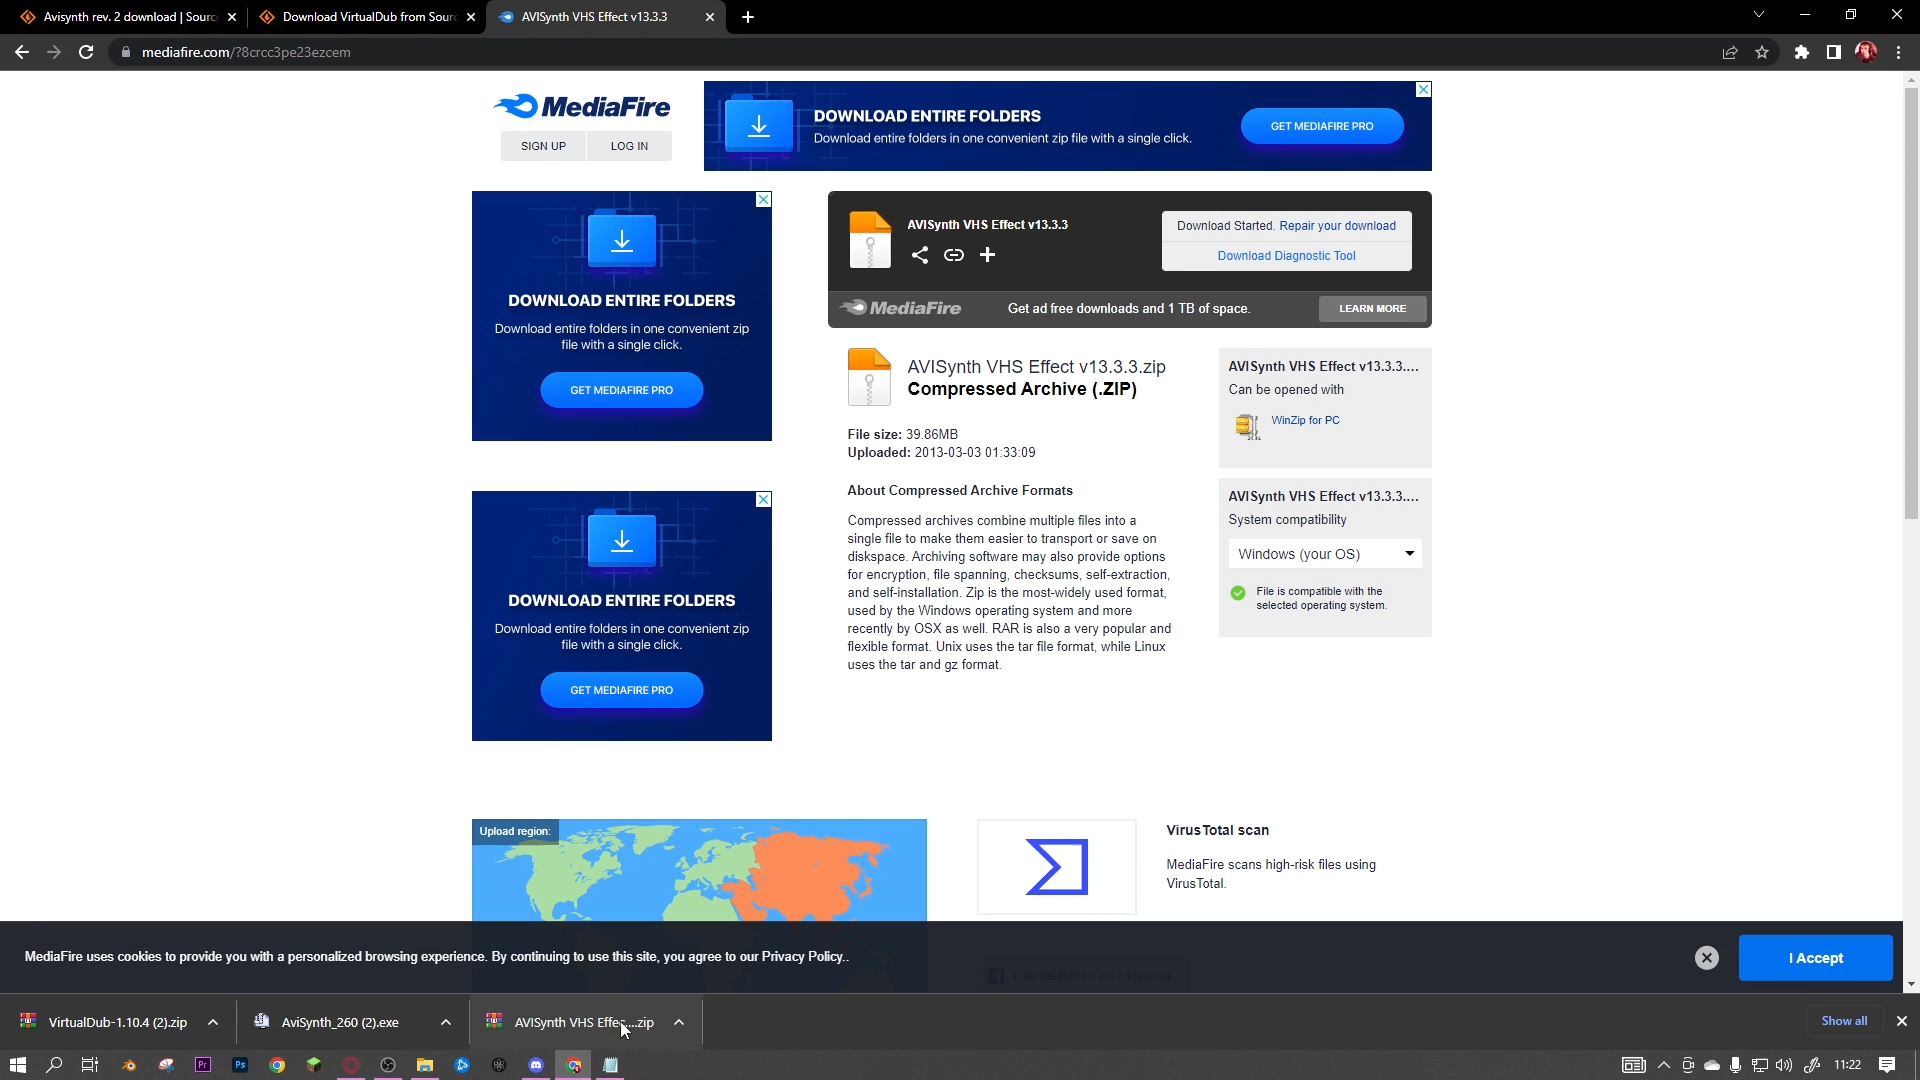 Avisynth rev. 2 download | Sourc
Download VirtualDub from Sourc
AVISynth VHS Effect v13.3.3
mediafire.com/?8crcc3pe23ezcem
MediaFire
SIGN UP
LOG IN
DOWNLOAD ENTIRE FOLDERS
Download entire folders in one convenient zip file with a single click.
GET MEDIAFIRE PRO
DOWNLOAD ENTIRE FOLDERS
Download entire folders in one convenient zip
file with a single click.
GET MEDIAFIRE PRO
DOWNLOAD ENTIRE FOLDERS
Download entire folders in one convenient zip
file with a single click.
GET MEDIAFIRE PRO
AVISynth VHS Effect v13.3.3
Download Started. Repair your download
Download Diagnostic Tool
MediaFire
Get ad free downloads and 1 TB of space.
LEARN MORE
AVISynth VHS Effect v13.3.3.zip
Compressed Archive (.ZIP)
File size: 39.86MB
Uploaded: 2013-03-03 01:33:09
About Compressed Archive Formats
Compressed archives combine multiple files into a
single file to make them easier to transport or save on
diskspace. Archiving software may also provide options
for encryption, file spanning, checksums, self-extraction,
and self-installation. Zip is the most-widely used format,
used by the Windows operating system and more
recently by OSX as well. RAR is also a very popular and
flexible format. Unix uses the tar file format, while Linux
uses the tar and gz format.
AVISynth VHS Effect v13.3.3....
Can be opened with
WinZip for PC
AVISynth VHS Effect v13.3.3....
System compatibility
Windows (your OS)
File is compatible with the
selected operating system.
Upload region:
VirusTotal scan
MediaFire scans high-risk files using
VirusTotal.
Like MediaFire on Facebook
MediaFire uses cookies to provide you with a personalized browsing experience. By continuing to use this site, you agree to our Privacy Policy..
I Accept
VirtualDub-1.10.4 (2).zip
AviSynth_260 (2).exe
AVISynth VHS Effec....zip
Show all
Pr
Ps
11:22